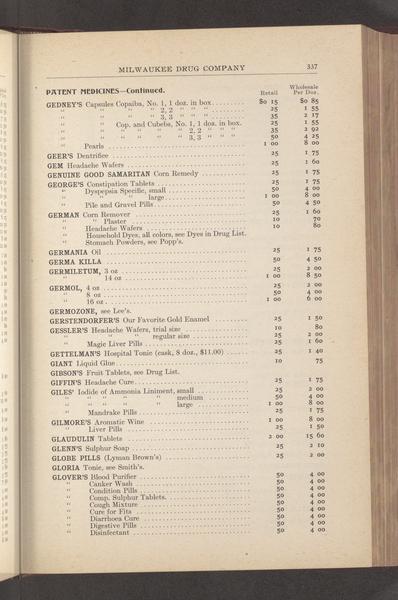 MILWAUKEE DRUG COMPANY 337
PATENT MEDICINES—Continued. Retail Wholesale Per Doz.
GEDNEY'S Capsules Copaiba, No. 1, 1 doz. in box $0 15 $0 85
" " " " 2, 2 " " " 25 1 55
" " " " 3, 3 " " " 35 2 17
" " Cop. and Cubebs, No. 1, 1 doz. in box. 25 1 55
" " " " " " 2, 2 " " " 35 2 92
" " " " " " 3, 3 " " " 50 4 25
" Pearls 1 00 8 00
GEER'S Dentifrice 25 1 75
GEM Headache Wafers 25 1 60
GENUINE GOOD SAMARITAN Corn Remedy 25 1 75
GEORGE'S Constipation Tablets 25 1 75
" Dyspepsia Specific, small 50 4 00
" " " large 1 00 8 00
" Pile and Gravel Pills 50 4 50
GERMAN Corn Remover 25 1 60
" " Plaster 10 70
" Headache Wafers 10 80
" Household Dyes, all colors, see Dyes in Drug List.
" Stomach Powders, see Popp's.
GERMANIA Oil 25 1 75
GERMA KILLA 50 4 50
GERMILETUM, 3 oz 25 2 00
" 14 oz 1 00 8 50
GERMOL, 4 oz 25 2 00
" 8 oz 50 4 00
" 16 oz 1 00 6 00
GERMOZONE, see Lee's.
GERSTENDORFER'S Our Favorite Gold Enamel 25 1 50
GESSLER'S Headache Wafers, trial size 10 80
" " " regular size 25 2 00
" Magic Liver Pills 25 1 60
GETTELMAN'S Hospital Tonic (cask, 8 doz., $11.00) 25 1 40
GIANT Liquid Glue 10 75
GIBSON'S Fruit Tablets, see Drug List.
GIFFIN'S Headache Cure 25 1 75
GILES' Iodide of Ammonia Liniment, small 25 2 00
" " " " " medium 50 4 00
" " " " " large 1 00 8 00
" Mandrake Pills 25 1 75
GILMORE'S Aromatic Wine 1 00 8 00
" Liver Pills 25 1 50
GLAUDULIN Tablets 2 00 15 60
GLENN'S Sulphur Soap 25 2 10
GLOBE PILLS (Lyman Brown's) 25 2 00
GLORIA Tonic, see Smith's.
GLOVER'S Blood Purifier 50 4 00
" Canker Wash 50 4 00
" Condition Pills 50 4 00
" Comp. Sulphur Tablets. 50 4 00
" Cough Mixture 50 4 00
" Cure for Fits 50 4 00
" Diarrhoea Cure 50 4 00
" Digestive Pills 50 4 00
" Disinfectant 50 4 00